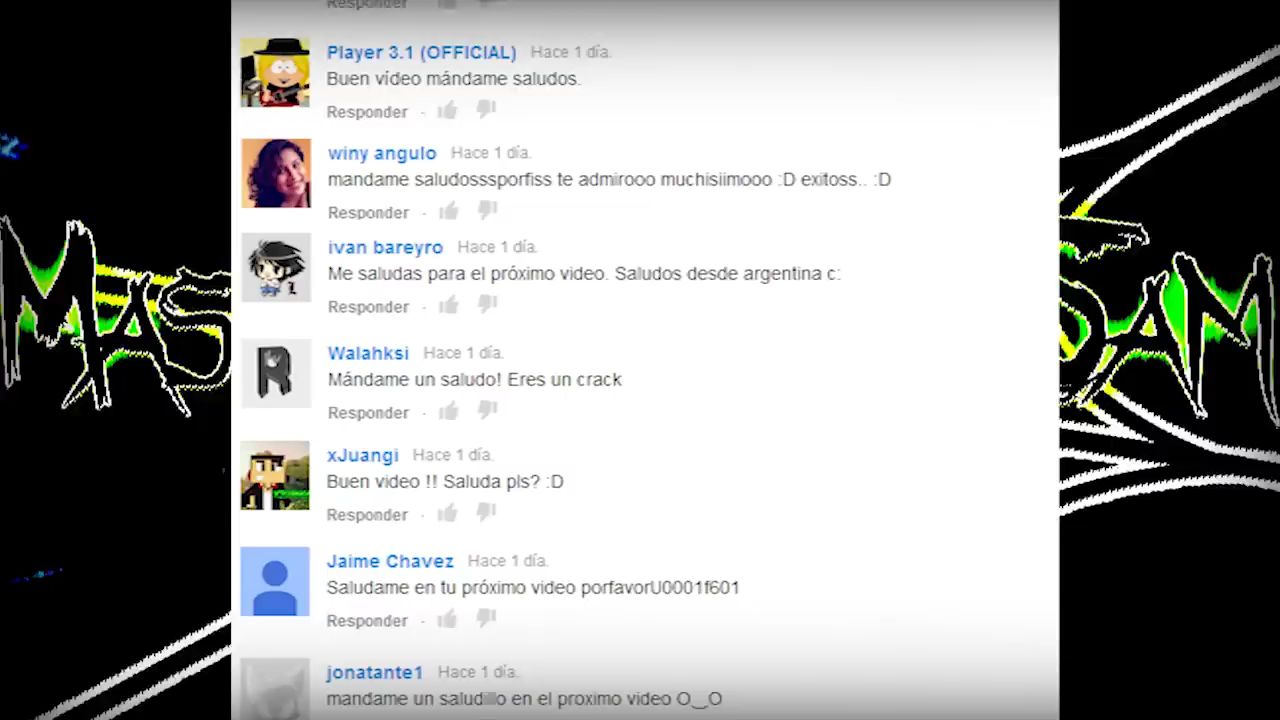 Responder
Player 3.1 (OFFICIAL) Hace 1 día.
Buen vídeo mándame saludos.
Responder
winy angulo Hace 1 día.
mandame saludosssporfiss te admirooo muchisiimooo :D exitoss.. :D
Responder
ivan bareyro Hace 1 día.
Me saludas para el próximo video. Saludos desde argentina c:
Responder
L
Walahksi Hace 1 día.
Mándame un saludo! Eres un crack
Responder
R
xJuangi Hace 1 día.
Buen video !! Saluda pls? :D
Responder
Jaime Chavez Hace 1 día.
Saludame en tu próximo video porfavorU0001f601
Responder
jonatante1 Hace 1 día.
mandame un saludillo en el proximo video O__O